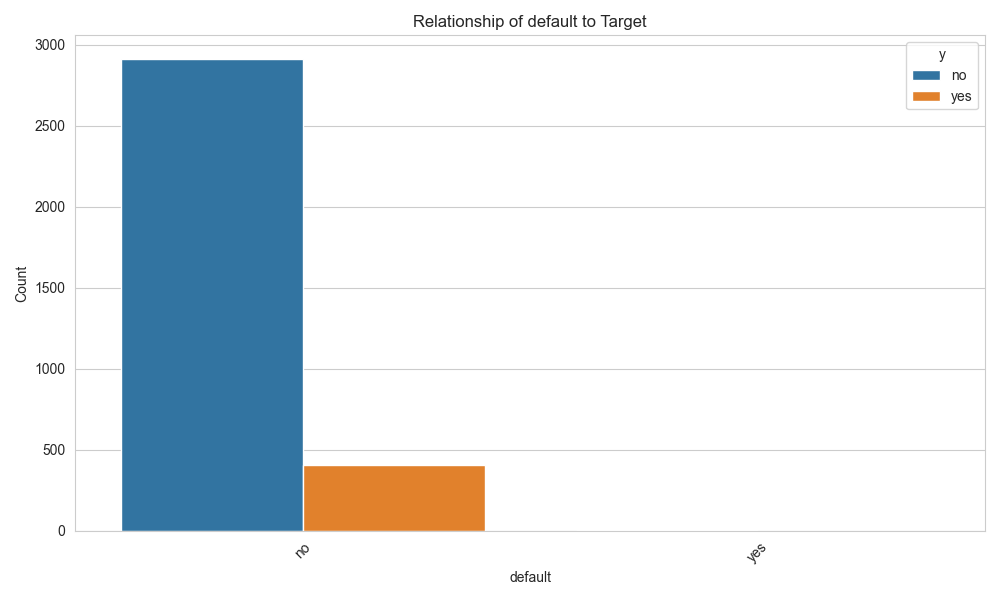 Relationship of default to Target
y
no
yes
3000
2500
2000
1500
1000
500
0
Count
no
yes
default